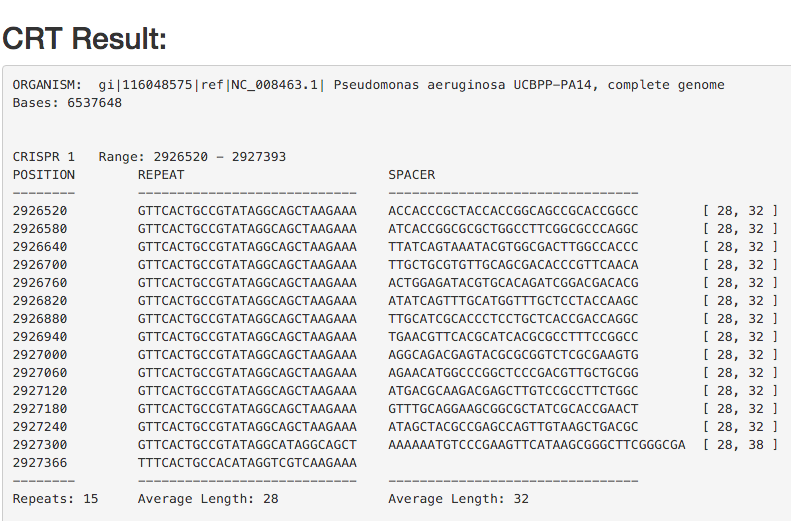 CRT Result:
ORGANISM:  gi|116048575|ref|NC_008463.1| Pseudomonas aeruginosa UCBPP-PA14, complete genome
Bases: 6537648
CRISPR 1   Range: 2926520 - 2927393
POSITION        REPEAT                          SPACER
--------        ----------------------------    --------------------------------
2926520         GTTCACTGCCGTATAGGCAGCTAAGAAA    ACCACCCGCTACCACCGGCAGCCGCACCGGCC        [ 28, 32 ]
2926580         GTTCACTGCCGTATAGGCAGCTAAGAAA    ATCACCGGCGCGCTGGCCTTCGGCGCCCAGGC        [ 28, 32 ]
2926640         GTTCACTGCCGTATAGGCAGCTAAGAAA    TTATCAGTAAATACGTGGCGACTTGGCCACCC        [ 28, 32 ]
2926700         GTTCACTGCCGTATAGGCAGCTAAGAAA    TTGCTGCGTGTTGCAGCGACACCCGTTCAACA        [ 28, 32 ]
2926760         GTTCACTGCCGTATAGGCAGCTAAGAAA    ACTGGAGATACGTGCACAGATCGGACGACACG        [ 28, 32 ]
2926820         GTTCACTGCCGTATAGGCAGCTAAGAAA    ATATCAGTTTGCATGGTTTGCTCCTACCAAGC        [ 28, 32 ]
2926880         GTTCACTGCCGTATAGGCAGCTAAGAAA    TTGCATCGCACCCTCCTGCTCACCGACCAGGC        [ 28, 32 ]
2926940         GTTCACTGCCGTATAGGCAGCTAAGAAA    TGAACGTTCACGCATCACGCGCCTTTCCGGCC        [ 28, 32 ]
2927000         GTTCACTGCCGTATAGGCAGCTAAGAAA    AGGCAGACGAGTACGCGCGGTCTCGCGAAGTG        [ 28, 32 ]
2927060         GTTCACTGCCGTATAGGCAGCTAAGAAA    AGAACATGGCCCGGCTCCCGACGTTGCTGCGG        [ 28, 32 ]
2927120         GTTCACTGCCGTATAGGCAGCTAAGAAA    ATGACGCAAGACGAGCTTGTCCGCCTTCTGGC        [ 28, 32 ]
2927180         GTTCACTGCCGTATAGGCAGCTAAGAAA    GTTTGCAGGAAGCGGCGCTATCGCACCGAACT        [ 28, 32 ]
2927240         GTTCACTGCCGTATAGGCAGCTAAGAAA    ATAGCTACGCCGAGCCAGTTGTAAGCTGACGC        [ 28, 32 ]
2927300         GTTCACTGCCGTATAGGCATAGGCAGCT    AAAAAATGTCCCGAAGTTCATAAGCGGGCTTCGGGCGA  [ 28, 38 ]
2927366         TTTCACTGCCACATAGGTCGTCAAGAAA
--------        ----------------------------    --------------------------------
Repeats: 15     Average Length: 28              Average Length: 32